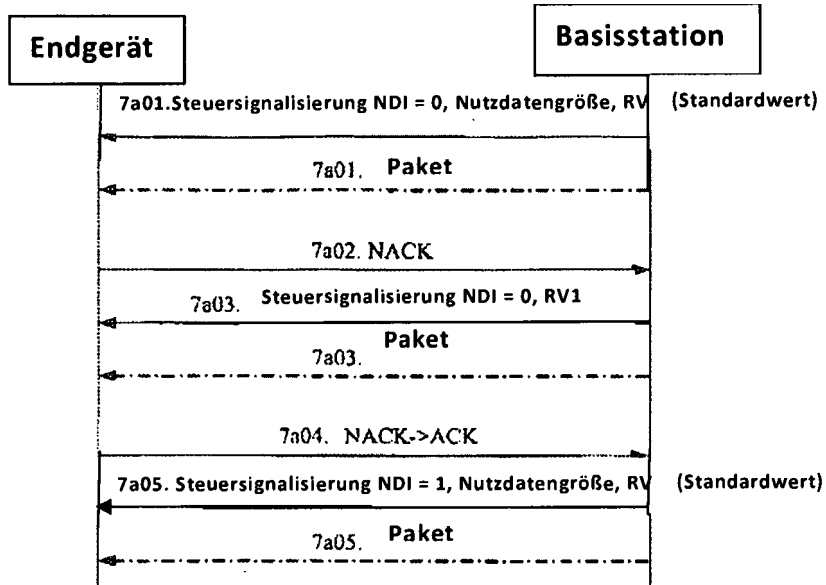 Endgerät
Basisstation
7a01.Steuersignalisierung NDI = 0, Nutzdatengröße, RV (Standardwert)
7a01. Paket
7a02. NACK
7a03. Steuersignalisierung NDI = 0, RV1
Paket
7a03.
7a04. NACK->ACK
7a05. Steuersignalisierung NDI = 1, Nutzdatengröße, RV (Standardwert)
7a05. Paket